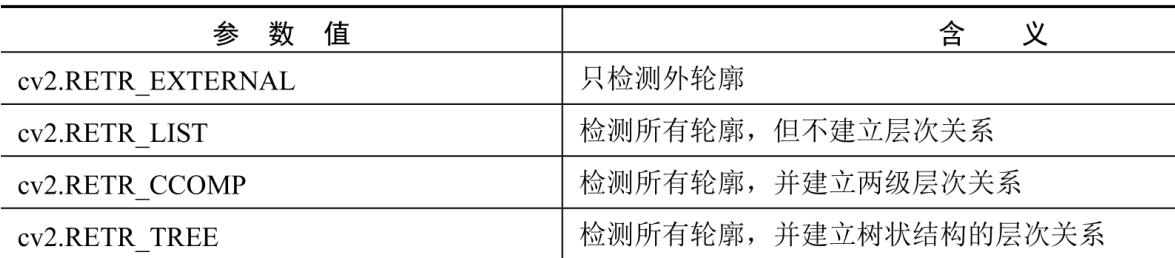 参 数 值 含 义
cv2.RETR_EXTERNAL 只检测外轮廓
cv2.RETR_LIST 检测所有轮廓，但不建立层次关系
cv2.RETR_CCOMP 检测所有轮廓，并建立两级层次关系
cv2.RETR_TREE 检测所有轮廓，并建立树状结构的层次关系